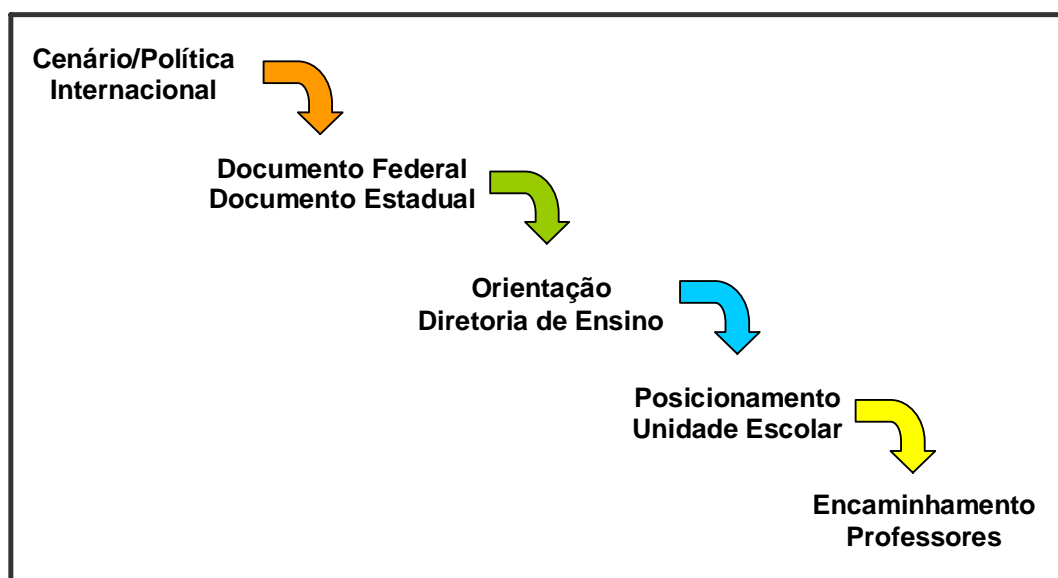 Cenário/Política
Internacional
Documento Federal
Documento Estadual
Orientação
Diretoria de Ensino
Posicionamento
Unidade Escolar
Encaminhamento
Professores